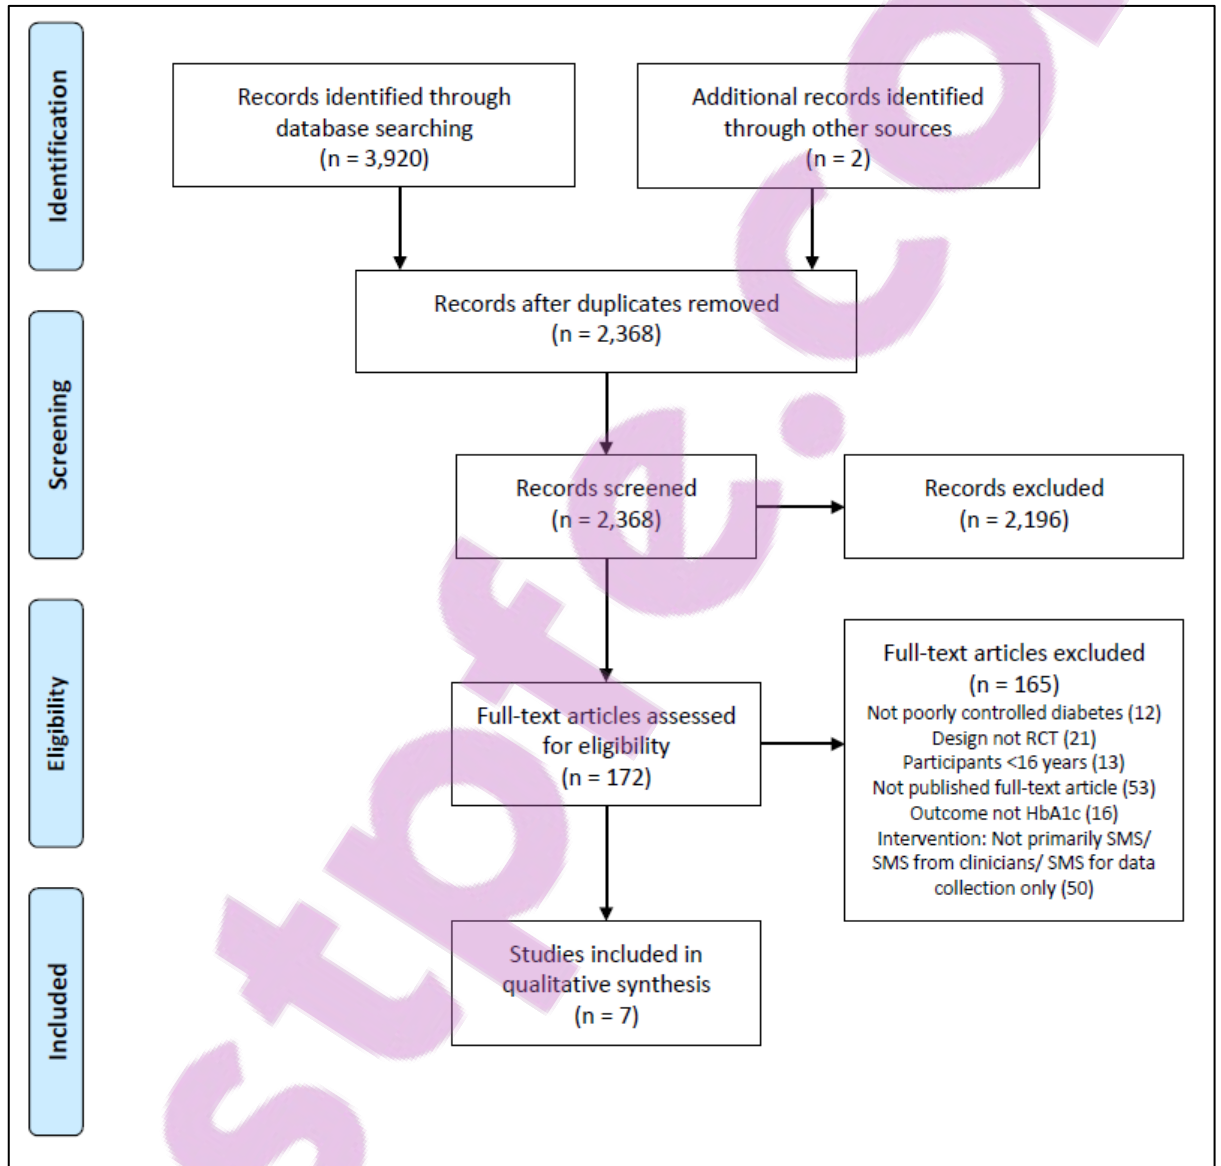 Identification
Records identified through
database searching
(n = 3,920)
Additional records identified
through other sources
(n = 2)
Records after duplicates removed
(n = 2,368)
Screening
Records screened
(n = 2,368)
Records excluded
(n = 2,196)
Eligibility
Full-text articles assessed
for eligibility
(n = 172)
Full-text articles excluded
(n = 165)
Not poorly controlled diabetes (12)
Design not RCT (21)
Participants <16 years (13)
Not published full-text article (53)
Outcome not HbA1c (16)
Intervention: Not primarily SMS/
SMS from clinicians/ SMS for data
collection only (50)
Included
Studies included in
qualitative synthesis
(n = 7)
stpfe.co